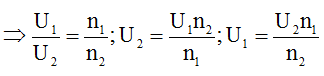 ⇒ U₁/U₂ = n₁/n₂; U₂ = U₁n₂/n₁; U₁ = U₂n₁/n₂